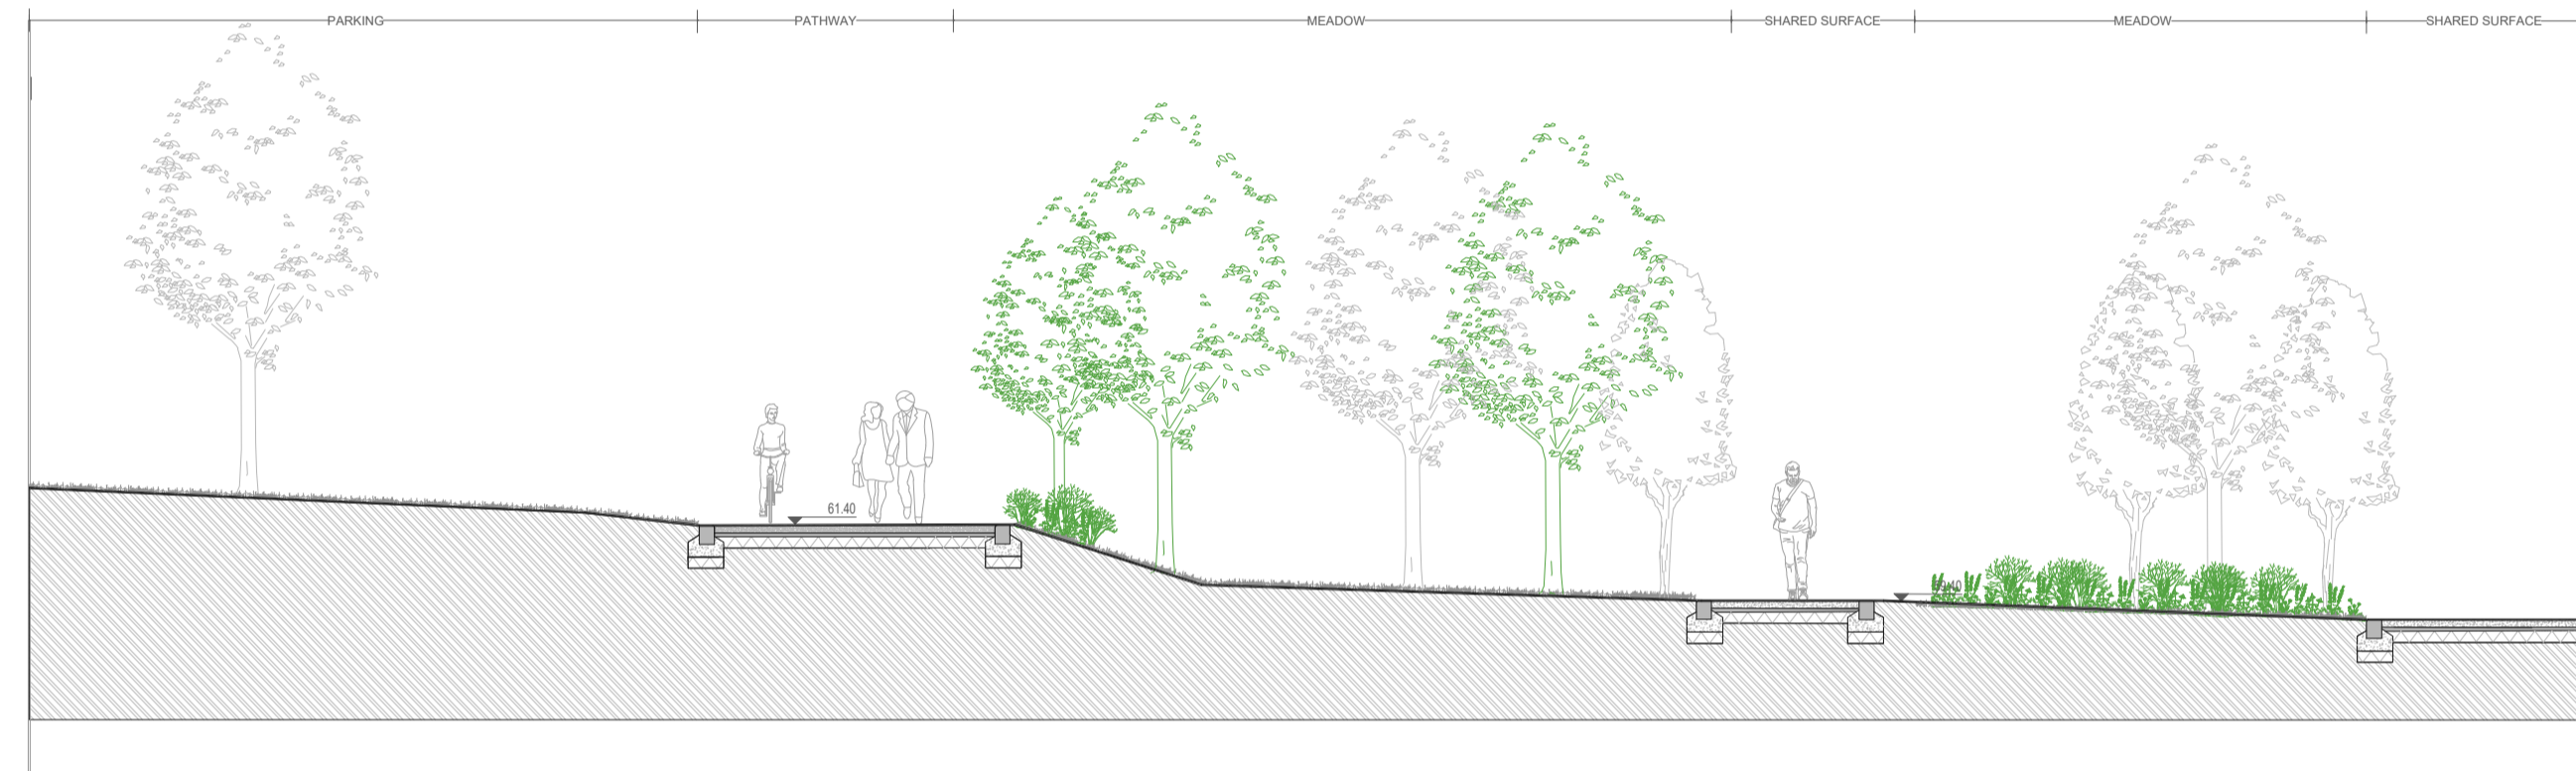 PARKING
PATHWAY
MEADOW
SHARED SURFACE
MEADOW
SHARED SURFACE
61.40